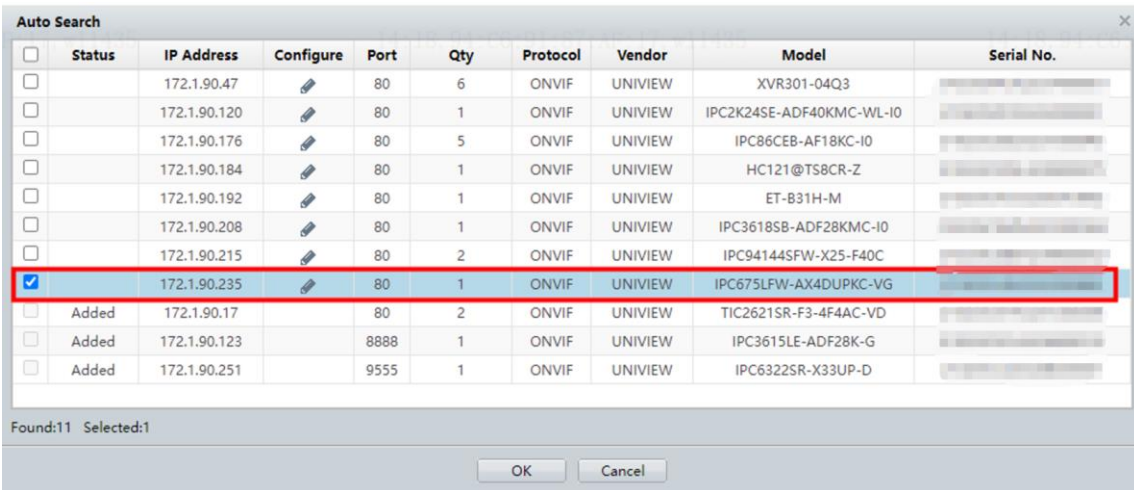 Auto Search
Status IP Address Configure Port Qty Protocol Vendor Model Serial No.
172.1.90.47 80 6 ONVIF UNIVIEW XVR301-04Q3
172.1.90.120 80 1 ONVIF UNIVIEW IPC2K24SE-ADF40KMC-WL-I0
172.1.90.176 80 5 ONVIF UNIVIEW IPC86CEB-AF18KC-I0
172.1.90.184 80 1 ONVIF UNIVIEW HC121@TS8CR-Z
172.1.90.192 80 1 ONVIF UNIVIEW ET-B31H-M
172.1.90.208 80 1 ONVIF UNIVIEW IPC3618SB-ADF28KMC-I0
172.1.90.215 80 2 ONVIF UNIVIEW IPC94144SFW-X25-F40C
172.1.90.235 80 1 ONVIF UNIVIEW IPC675LFW-AX4DUPKC-VG
Added 172.1.90.17 80 2 ONVIF UNIVIEW TIC2621SR-F3-4F4AC-VD
Added 172.1.90.123 8888 1 ONVIF UNIVIEW IPC3615LE-ADF28K-G
Added 172.1.90.251 9555 1 ONVIF UNIVIEW IPC6322SR-X33UP-D
Found:11 Selected:1
OK Cancel